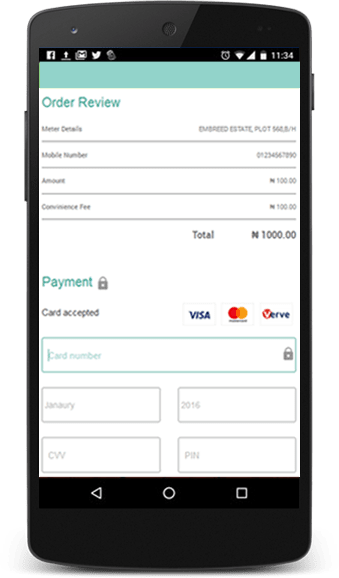 11:34
Order Review
Meter Details EMBREED ESTATE, PLOT 568,B/H
Mobile Number 01234567890
Amount ₦ 100.00
Convinience Fee ₦ 100.00
Total ₦ 1000.00
Payment
Card accepted VISA mastercard Verve
Card number
Janaury 2016
CVV PIN